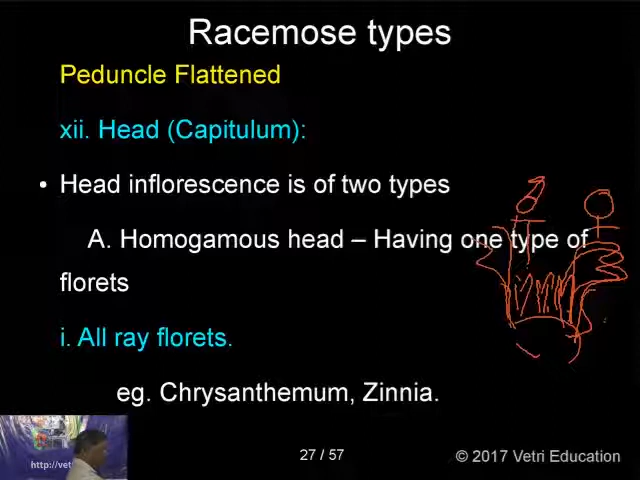 Racemose types
Peduncle Flattened
xii. Head (Capitulum):
• Head inflorescence is of two types
A. Homogamous head – Having one type of
florets
i. All ray florets.
eg. Chrysanthemum, Zinnia.
http://vet
27 / 57
© 2017 Vetri Education